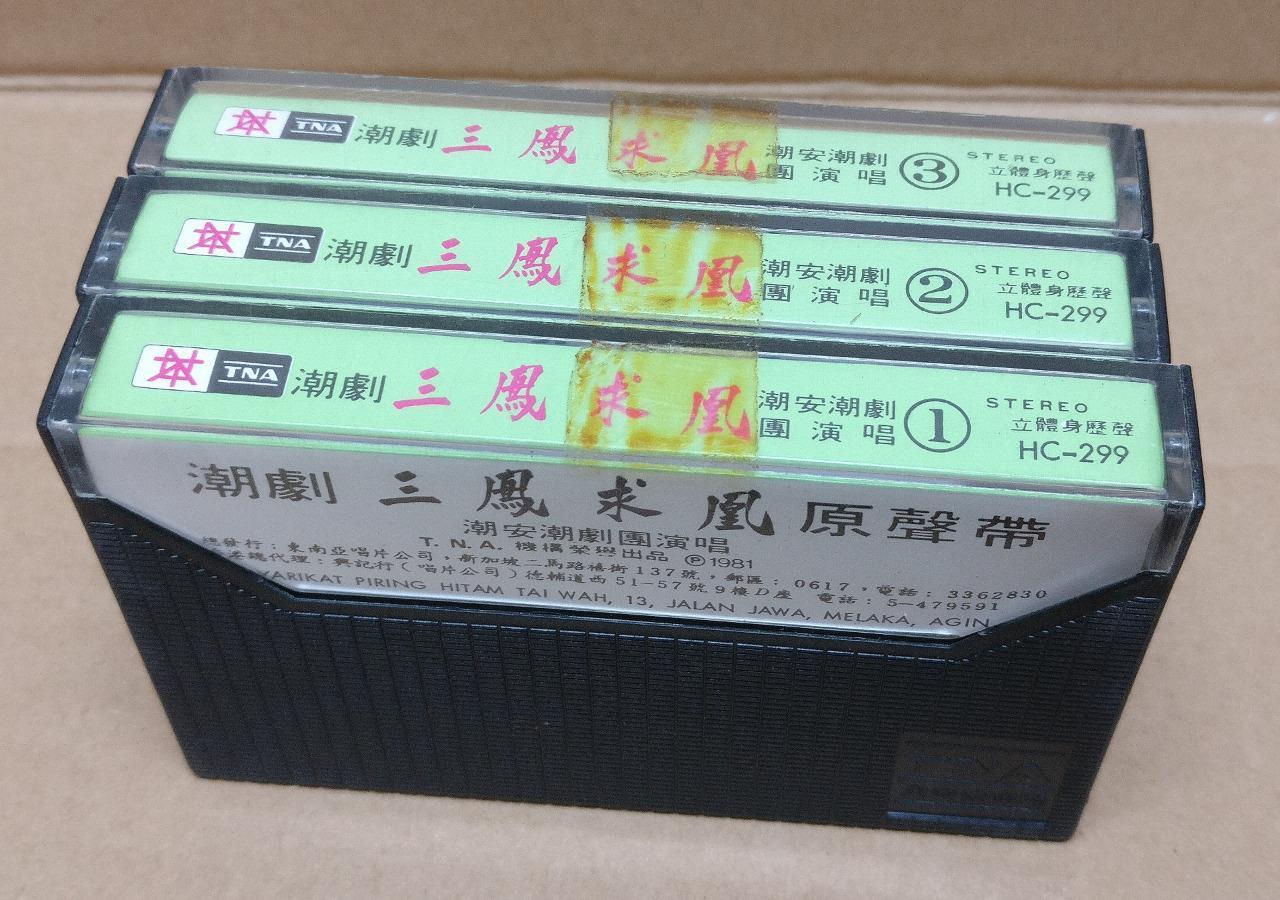 TNA 潮劇 三鳳求凰 潮安潮劇團演唱 ③ STEREO 立體身歷聲 HC-299
TNA 潮劇 三鳳求凰 潮安潮劇團演唱 ② STEREO 立體身歷聲 HC-299
TNA 潮劇 三鳳求凰 潮安潮劇團演唱 ① STEREO 立體身歷聲 HC-299
潮劇 三鳳求凰 原聲帶
潮安潮劇團演唱
T. N. A. 機構榮興出品 Ⓟ1981
總發行：東南亞唱片公司，新加坡二馬路禧街137號，郵區：0617，電話：3362830
總代理：興記行（唱片公司）德輔道西51-57號9樓D座 電話：5-479591
ARIKAT PIRING HITAM TAI WAH, 13, JALAN JAWA, MELAKA,